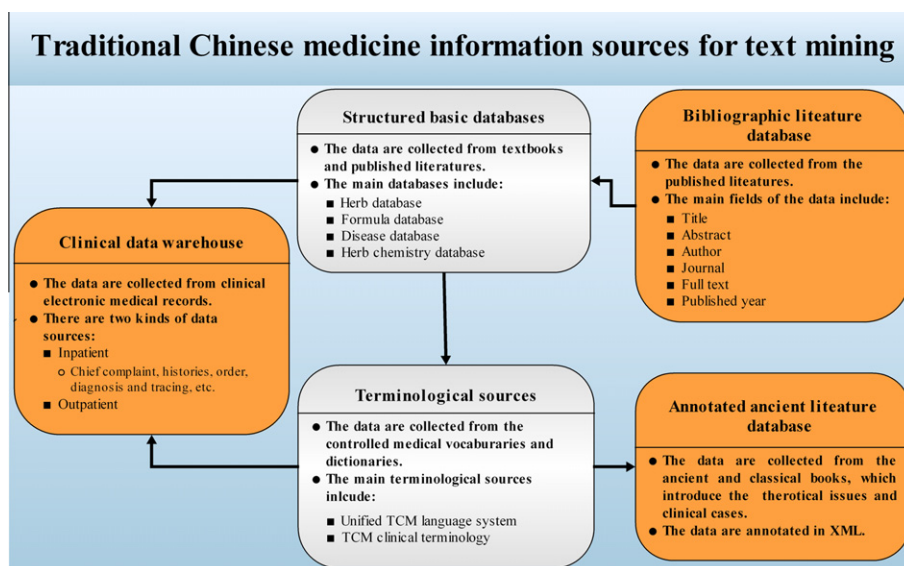 Traditional Chinese medicine information sources for text mining
Structured basic databases
● The data are collected from textbooks
and published literatures.
● The main databases include:
■ Herb database
■ Formula database
■ Disease database
■ Herb chemistry database
Bibliographic liteature
database
● The data are collected from the
published liteatures.
● The main fields of the data include:
■ Title
■ Abstract
■ Author
■ Journal
■ Full text
■ Published year
Clinical data warehouse
● The data are collected from clinical
electronic medical records.
● There are two kinds of data
sources:
■ Inpatient
○ Chief complaint, histories, order,
diagnosis and tracing, etc.
■ Outpatient
Terminological sources
● The data are collected from the
controlled medical vocaburaries and
dictionaries.
● The main terminological sources
inlcude:
■ Unified TCM language system
■ TCM clinical terminology
Annotated ancient literature
database
● The data are collected from the
ancient and classical books, which
introduce the therotical issues and
clinical cases.
● The data are annotated in XML.